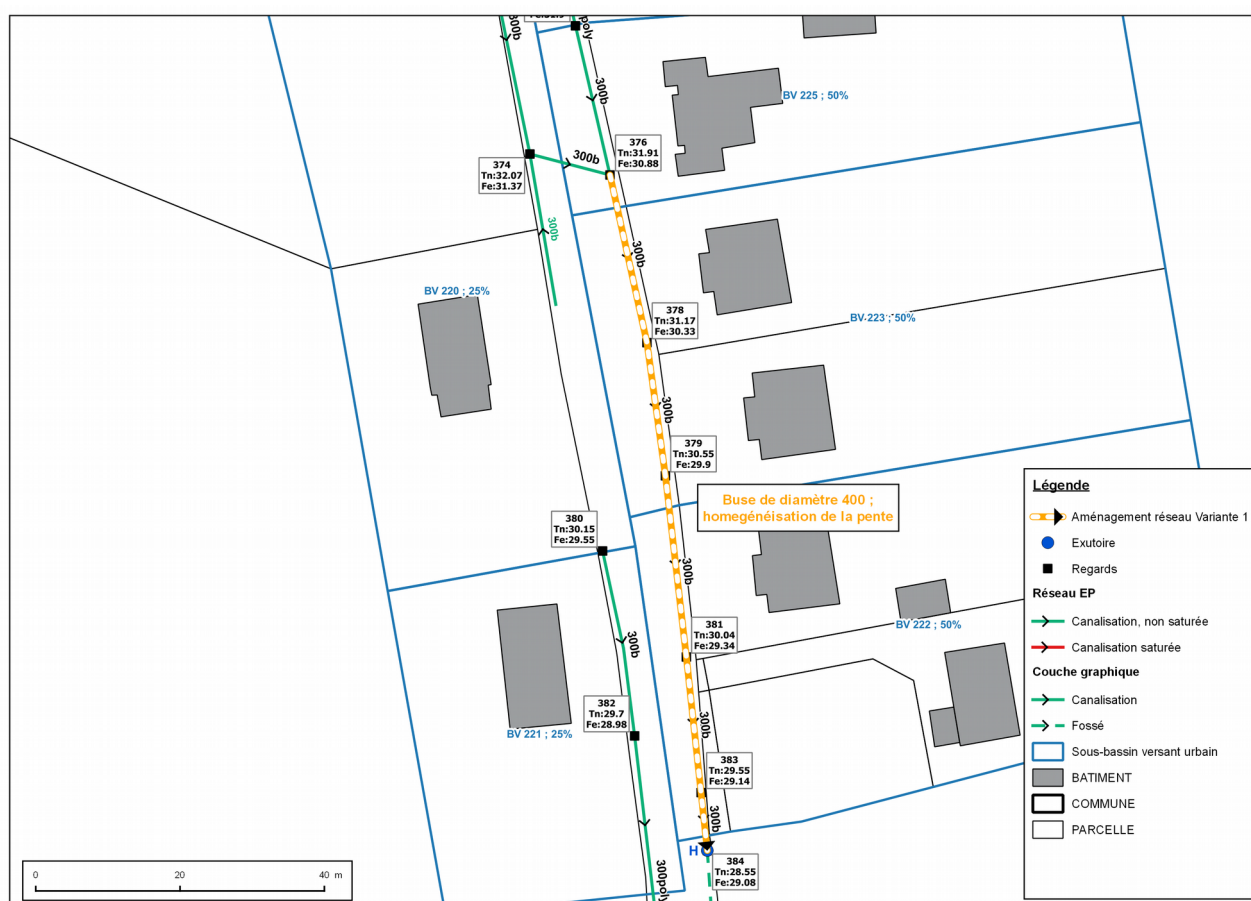 Fe:31.9
poly
300b
300b
BV 225 ; 50%
376
Tn:31.91
Fe:30.88
300b
374
Tn:32.07
Fe:31.37
300b
300b
BV 220 ; 25%
378
Tn:31.17
Fe:30.33
BV 223 ; 50%
300b
379
Tn:30.55
Fe:29.9
Buse de diamètre 400 ;
homegénéisation de la pente
380
Tn:30.15
Fe:29.55
300b
381
Tn:30.04
Fe:29.34
BV 222 ; 50%
300b
382
Tn:29.7
Fe:28.98
BV 221 ; 25%
300b
383
Tn:29.55
Fe:29.14
300b
H
384
Tn:28.55
Fe:29.08
300poly
0 20 40 m
Légende
Aménagement réseau Variante 1
Exutoire
Regards
Réseau EP
Canalisation, non saturée
Canalisation saturée
Couche graphique
Canalisation
Fossé
Sous-bassin versant urbain
BATIMENT
COMMUNE
PARCELLE